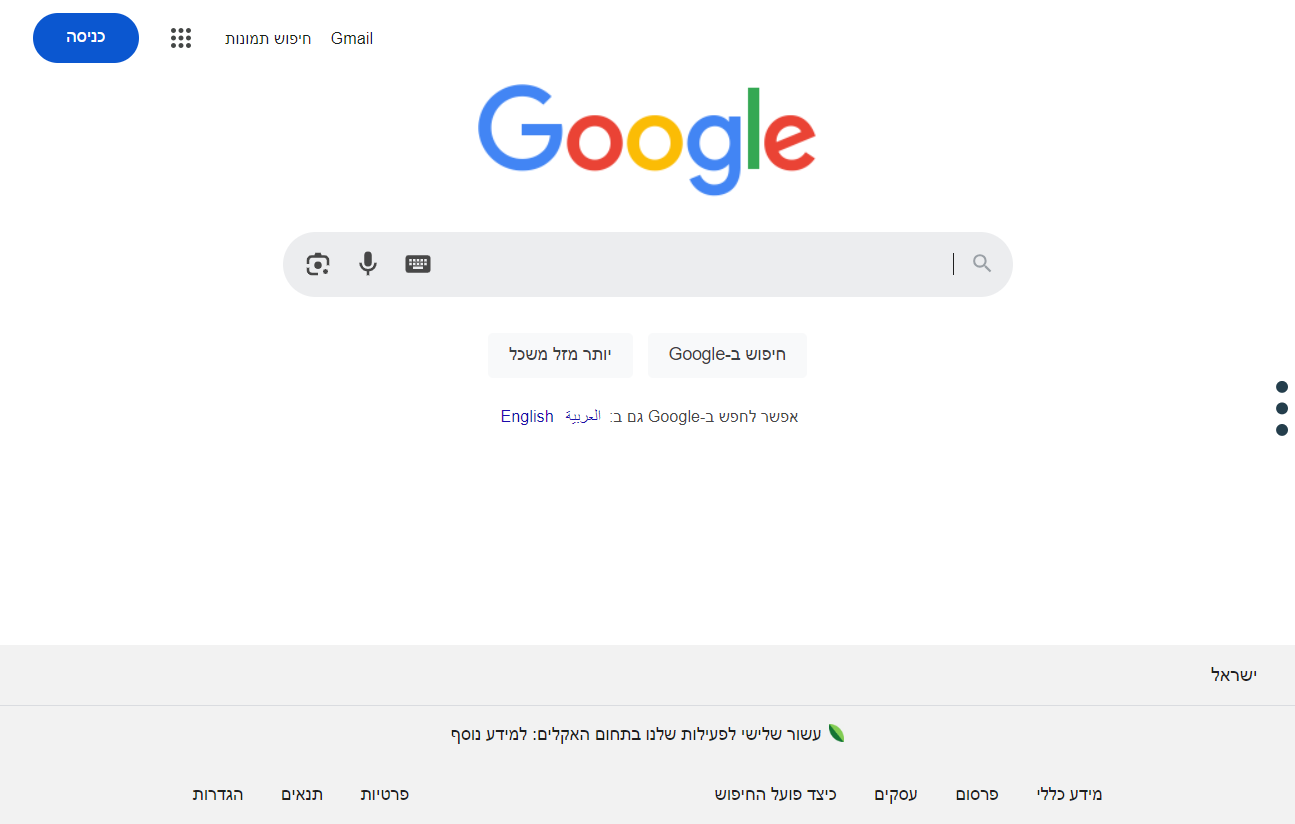 Gmail חיפוש תמונות כניסה
Google
חיפוש ב-Google יותר מזל משכל
אפשר לחפש ב-Google גם ב: العربية English
ישראל
עשור שלישי לפעילות שלנו בתחום האקלים: למידע נוסף
מידע כללי פרסום עסקים כיצד פועל החיפוש פרטיות תנאים הגדרות